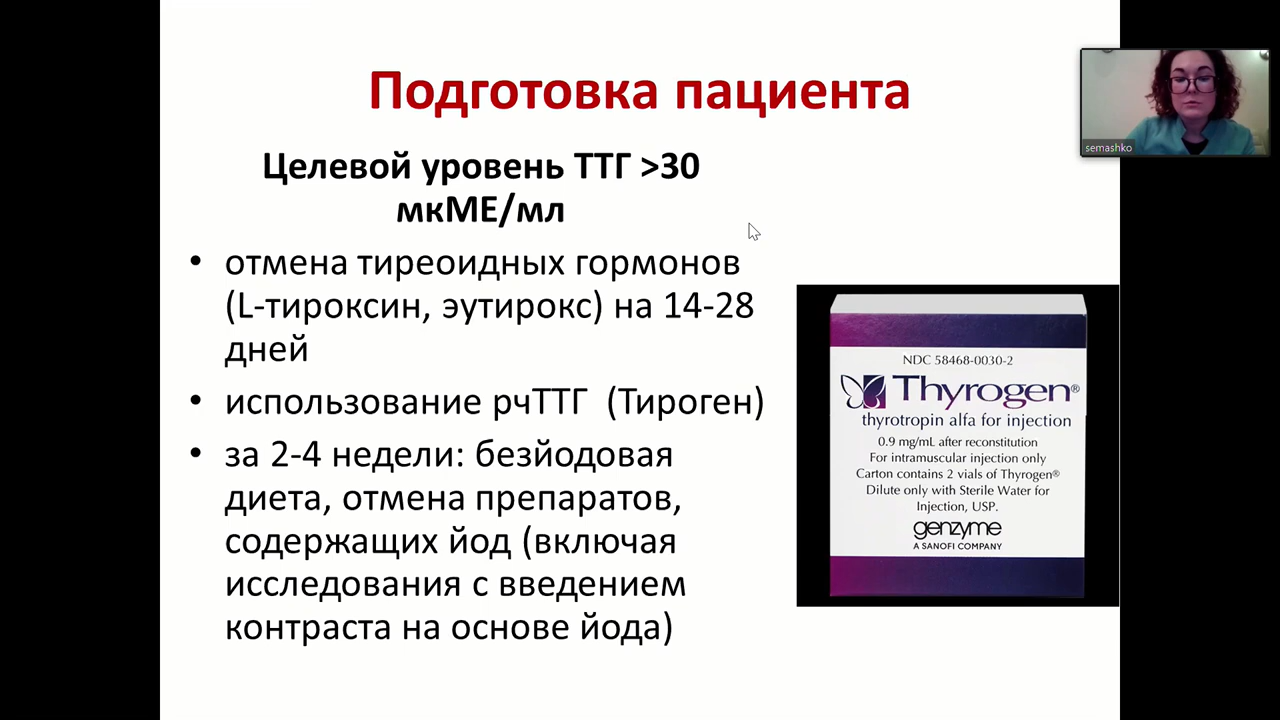 Подготовка пациента
Целевой уровень ТТГ >30
мкМЕ/мл
• отмена тиреоидных гормонов
(L-тироксин, эутирокс) на 14-28
дней
• использование рчТТГ (Тироген)
• за 2-4 недели: безйодовая
диета, отмена препаратов,
содержащих йод (включая
исследования с введением
контраста на основе йода)
NDC 58468-0030-2
Thyrogen®
thyrotropin alfa for injection
0.9 mg/mL after reconstitution
For intramuscular injection only
Carton contains 2 vials of Thyrogen®
Dilute only with Sterile Water for
Injection, USP.
genzyme
A SANOFI COMPANY
semashko